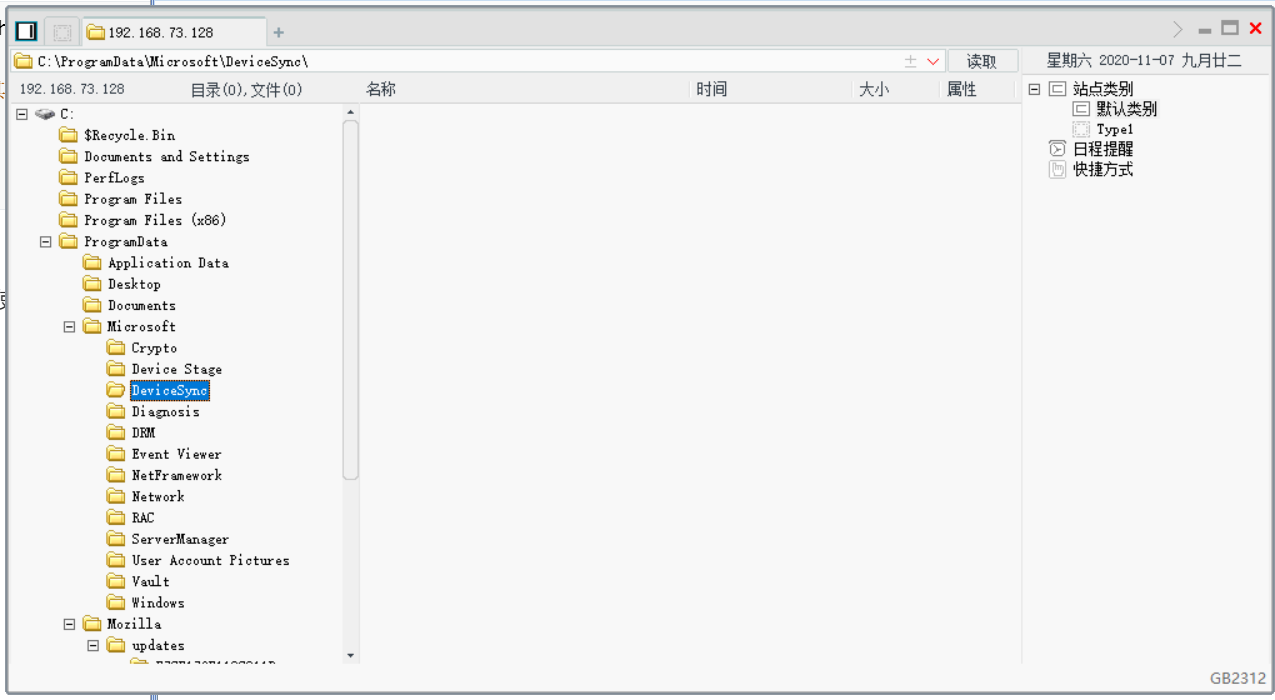 192.168.73.128
C:\ProgramData\Microsoft\DeviceSync\
读取
星期六 2020-11-07 九月廿二
192.168.73.128 目录(0),文件(0) 名称 时间 大小 属性
C:
$Recycle.Bin
Documents and Settings
PerfLogs
Program Files
Program Files (x86)
ProgramData
Application Data
Desktop
Documents
Microsoft
Crypto
Device Stage
DeviceSync
Diagnosis
DRM
Event Viewer
NetFramework
Network
RAC
ServerManager
User Account Pictures
Vault
Windows
Mozilla
updates
站点类别
默认类别
Type1
日程提醒
快捷方式
GB2312